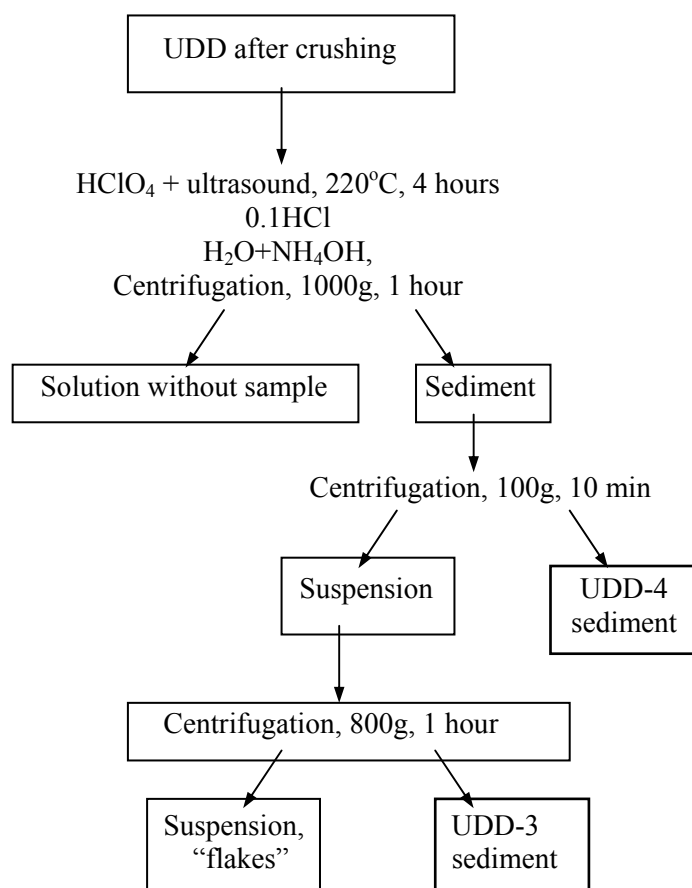 UDD after crushing
HClO₄ + ultrasound, 220°C, 4 hours
0.1HCl
H₂O+NH₄OH,
Centrifugation, 1000g, 1 hour
Solution without sample
Sediment
Centrifugation, 100g, 10 min
Suspension
UDD-4
sediment
Centrifugation, 800g, 1 hour
Suspension,
“flakes”
UDD-3
sediment